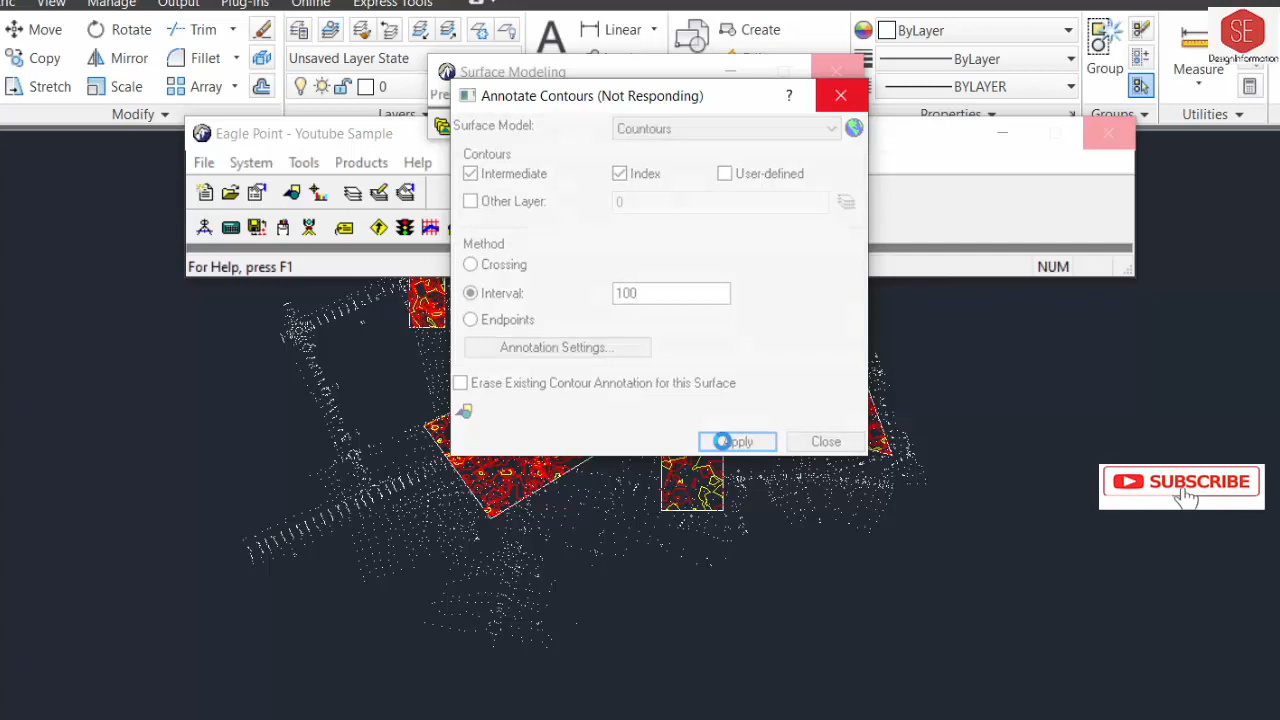 View Manage Output Plug-ins Online Express Tools
Move Rotate Trim
Copy Mirror Fillet
Stretch Scale Array
Modify
Unsaved Layer State
0
Layers
A
Linear
Create
ByLayer
ByLayer
BYLAYER
Properties
Group
Groups
Measure
Utilities
SE
DesignInformation
Surface Modeling
Annotate Contours (Not Responding) ?
Surface Model: Countours
Contours
Intermediate Index User-defined
Other Layer: 0
Method
Crossing
Interval: 100
Endpoints
Annotation Settings...
Erase Existing Contour Annotation for this Surface
Close
Eagle Point - Youtube Sample
File System Tools Products Help
For Help, press F1 NUM
SUBSCRIBE